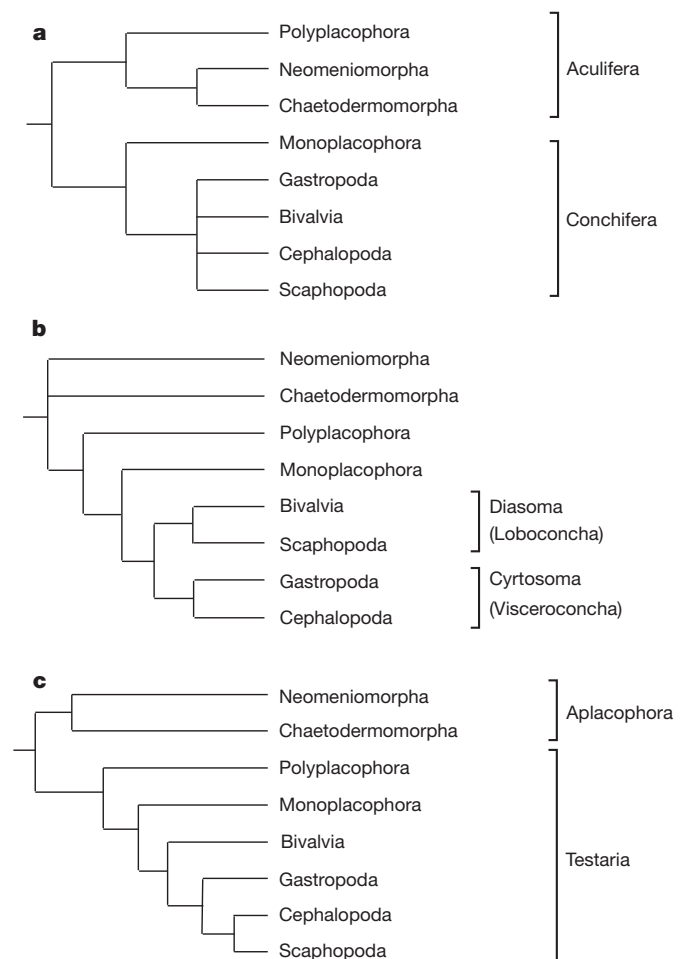 a
Polyplacophora
Neomeniomorpha
Aculifera
Chaetodermomorpha
Monoplacophora
Gastropoda
Bivalvia
Conchifera
Cephalopoda
Scaphopoda
b
Neomeniomorpha
Chaetodermomorpha
Polyplacophora
Monoplacophora
Bivalvia
Diasoma
(Loboconcha)
Scaphopoda
Gastropoda
Cyrtosoma
(Visceroconcha)
Cephalopoda
c
Neomeniomorpha
Aplacophora
Chaetodermomorpha
Polyplacophora
Monoplacophora
Bivalvia
Testaria
Gastropoda
Cephalopoda
Scaphopoda